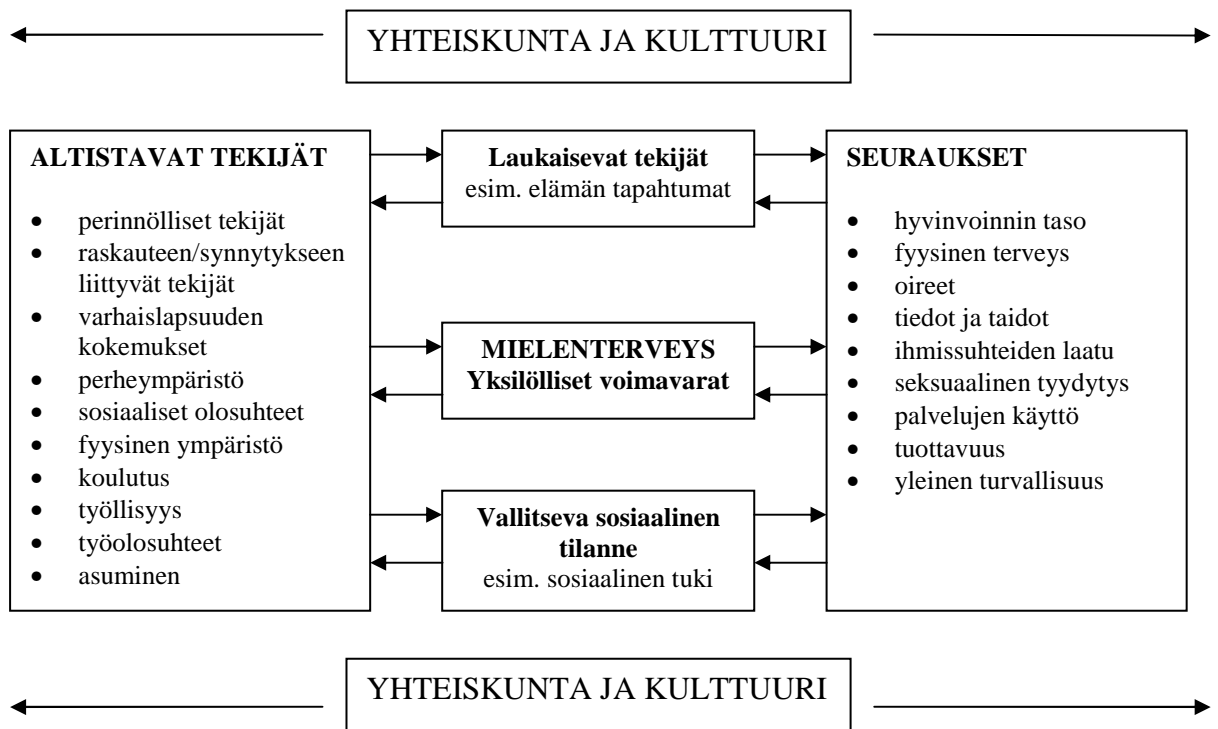 YHTEISKUNTA JA KULTTUURI
ALTISTAVAT TEKIJÄT
• perinnölliset tekijät
• raskauteen/synnytykseen
liittyvät tekijät
• varhaislapsuuden
kokemukset
• perheympäristö
• sosiaaliset olosuhteet
• fyysinen ympäristö
• koulutus
• työllisyys
• työolosuhteet
• asuminen
Laukaisevat tekijät
esim. elämän tapahtumat
MIELENTERVEYS
Yksilölliset voimavarat
Vallitseva sosiaalinen
tilanne
esim. sosiaalinen tuki
SEURAUKSET
• hyvinvoinnin taso
• fyysinen terveys
• oireet
• tiedot ja taidot
• ihmissuhteiden laatu
• seksuaalinen tyydytys
• palvelujen käyttö
• tuottavuus
• yleinen turvallisuus
YHTEISKUNTA JA KULTTUURI